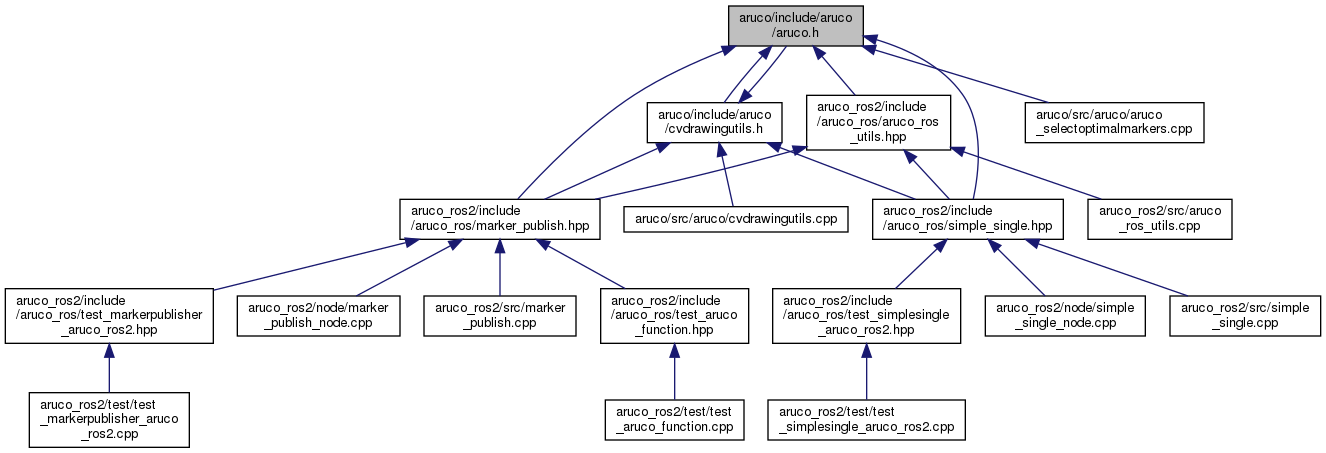 aruco/include/aruco
/aruco.h
aruco/include/aruco
/cvdrawingutils.h
aruco_ros2/include
/aruco_ros/aruco_ros
_utils.hpp
aruco/src/aruco/aruco
_selectoptimalmarkers.cpp
aruco_ros2/include
/aruco_ros/marker_publish.hpp
aruco/src/aruco/cvdrawingutils.cpp
aruco_ros2/include
/aruco_ros/simple_single.hpp
aruco_ros2/src/aruco
_ros_utils.cpp
aruco_ros2/include
/aruco_ros/test_markerpublisher
_aruco_ros2.hpp
aruco_ros2/node/marker
_publish_node.cpp
aruco_ros2/src/marker
_publish.cpp
aruco_ros2/include
/aruco_ros/test_aruco
_function.hpp
aruco_ros2/include
/aruco_ros/test_simplesingle
_aruco_ros2.hpp
aruco_ros2/node/simple
_single_node.cpp
aruco_ros2/src/simple
_single.cpp
aruco_ros2/test/test
_markerpublisher_aruco
_ros2.cpp
aruco_ros2/test/test
_aruco_function.cpp
aruco_ros2/test/test
_simplesingle_aruco_ros2.cpp